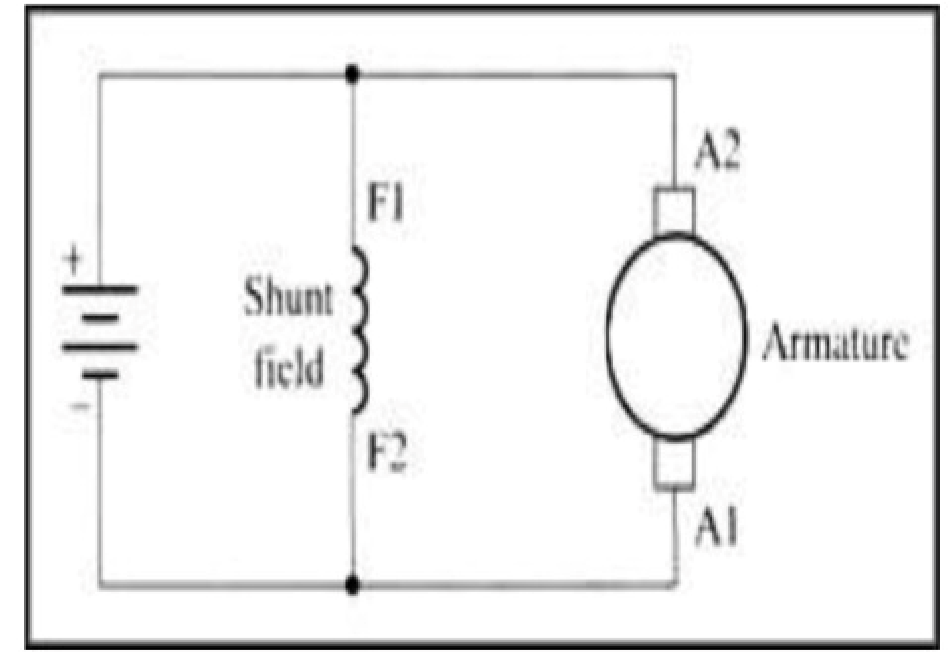 A2
F1
+
Shunt
field
Armature
−
F2
A1